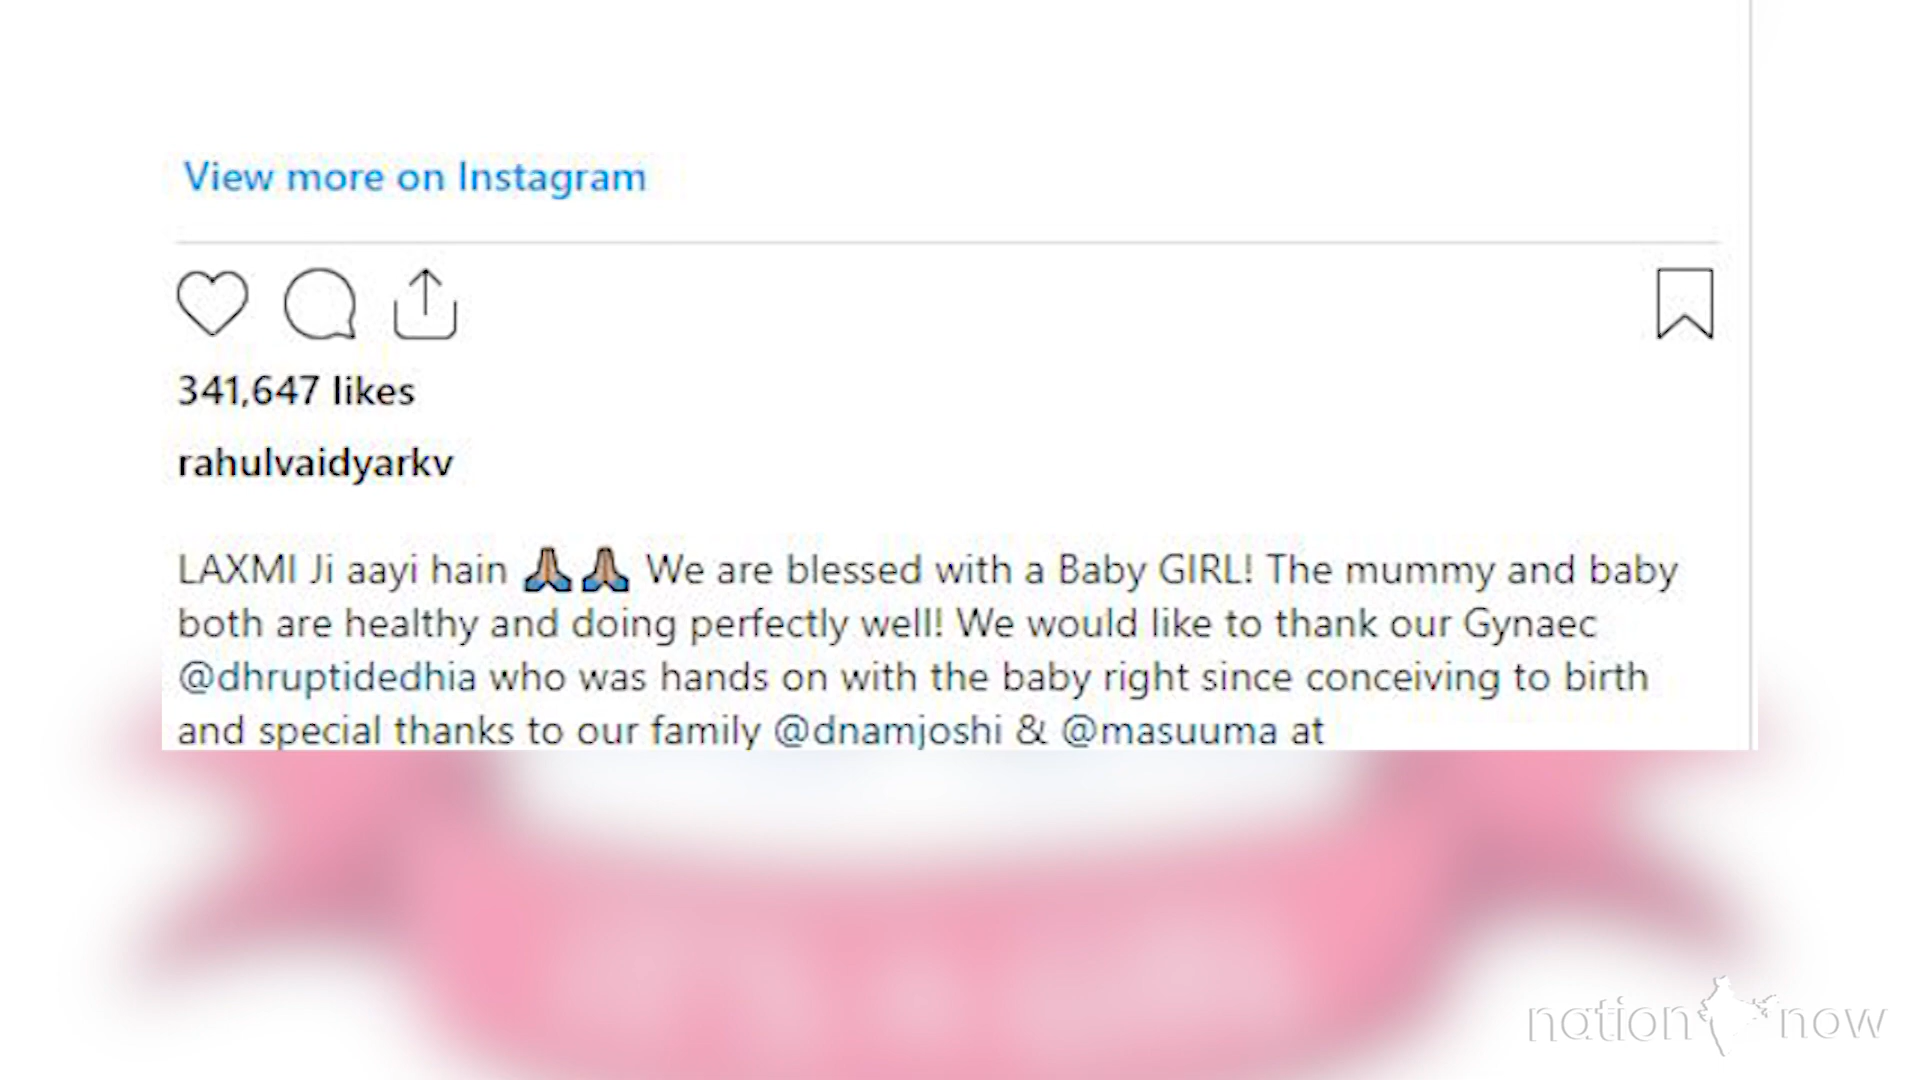 View more on Instagram
341,647 likes
rahulvaidyarkv
LAXMI Ji aayi hain 🙏🏽🙏🏽 We are blessed with a Baby GIRL! The mummy and baby
both are healthy and doing perfectly well! We would like to thank our Gynaec
@dhruptidedhia who was hands on with the baby right since conceiving to birth
and special thanks to our family @dnamjoshi & @masuuma at
nation now